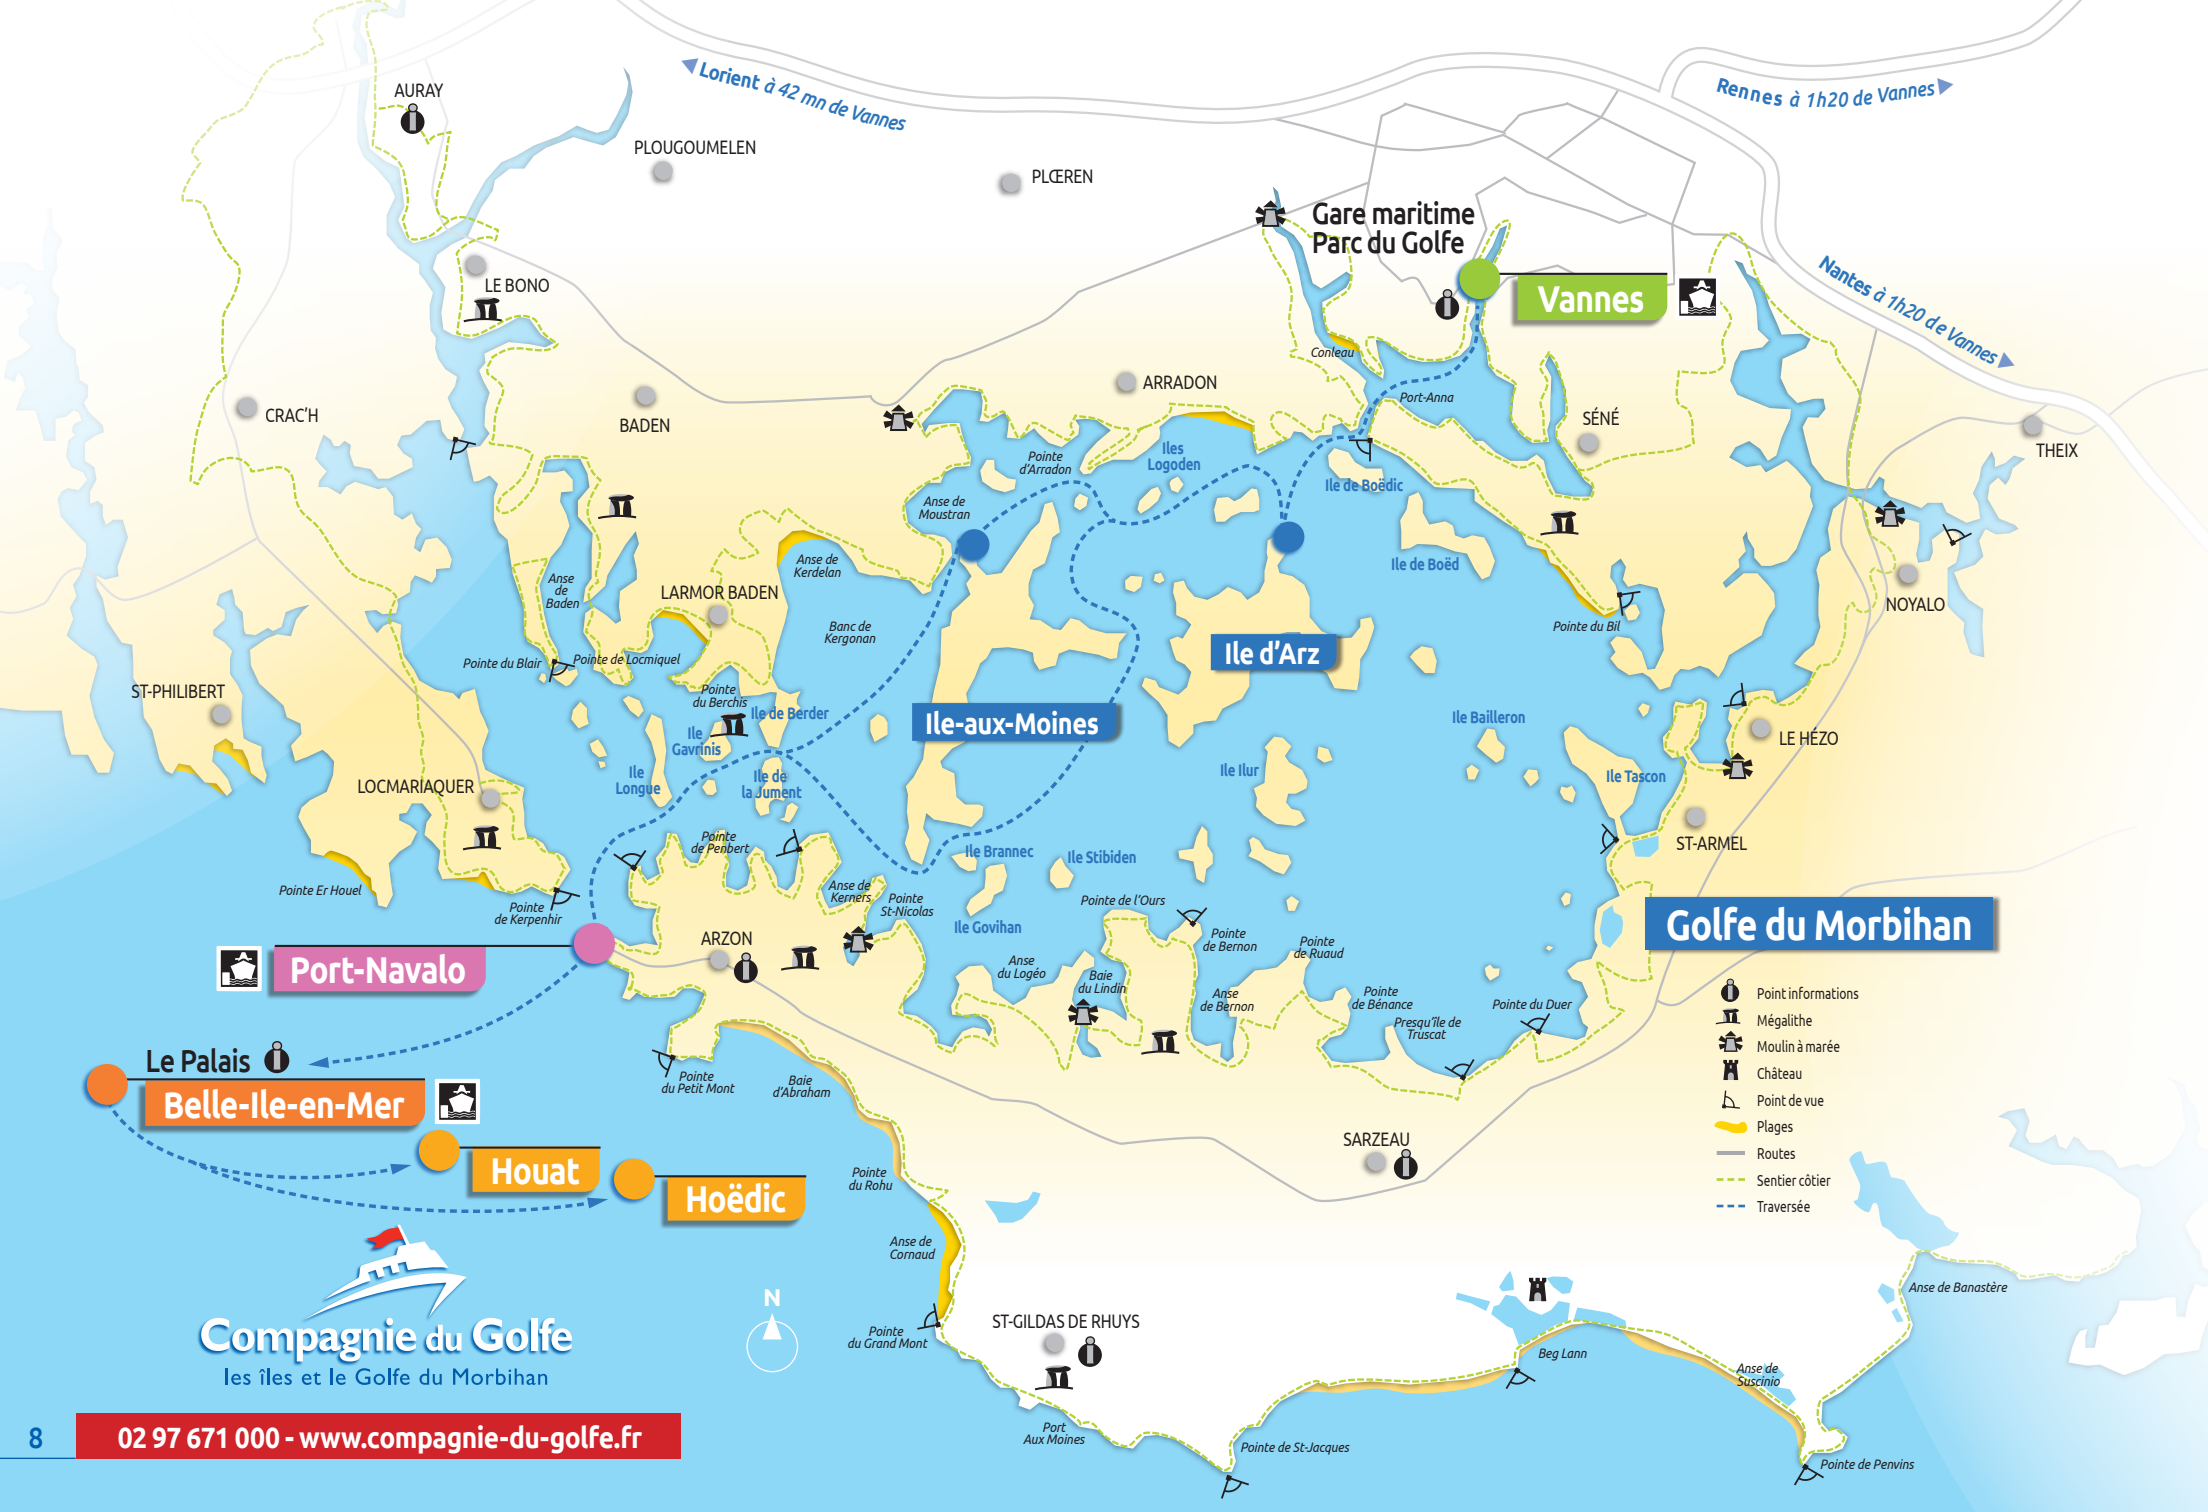 Lorient à 42 mn de Vannes
Rennes à 1h20 de Vannes
Nantes à 1h20 de Vannes
AURAY
PLOUGOUMELEN
PLŒREN
Gare maritime
Parc du Golfe
Vannes
LE BONO
Conleau
CRAC'H
BADEN
ARRADON
Port-Anna
SÉNÉ
THEIX
Pointe
d'Arradon
Iles
Logoden
Ile de Boëdic
Anse de
Moustran
Anse de
Kerdelan
Ile de Boëd
Anse
de
Baden
LARMOR BADEN
NOYALO
Banc de
Kergonan
Pointe du Bil
Ile d'Arz
Pointe du Blair
Pointe de Locmiquel
ST-PHILIBERT
Pointe
du Berchis
Ile de Berder
Ile-aux-Moines
Ile Bailleron
Ile
Gavrinis
LE HÉZO
Ile
Longue
Ile de
la Jument
Ile Ilur
Ile Tascon
LOCMARIAQUER
Pointe
de Penbert
Ile Brannec
Ile Stibiden
ST-ARMEL
Pointe Er Houel
Pointe
de Kerpenhir
Anse de
Kerners
Pointe
St-Nicolas
Pointe de l'Ours
Ile Govihan
Golfe du Morbihan
ARZON
Pointe
de Bernon
Pointe
de Ruaud
Port-Navalo
Anse
du Logéo
Baie
du Lindin
Anse
de Bernon
Pointe
de Bénance
Presqu'île de
Truscat
Pointe du Duer
Point informations
Mégalithe
Moulin à marée
Château
Point de vue
Plages
Routes
Sentier côtier
Traversée
Le Palais
Belle-Ile-en-Mer
Pointe
du Petit Mont
Baie
d'Abraham
Houat
Hoëdic
SARZEAU
Pointe
du Rohu
Anse de
Cornaud
Pointe
du Grand Mont
N
ST-GILDAS DE RHUYS
Anse de Banastère
Beg Lann
Anse de
Suscinio
Port
Aux Moines
Pointe de St-Jacques
Pointe de Penvins
Compagnie du Golfe
les îles et le Golfe du Morbihan
8
02 97 671 000 - www.compagnie-du-golfe.fr